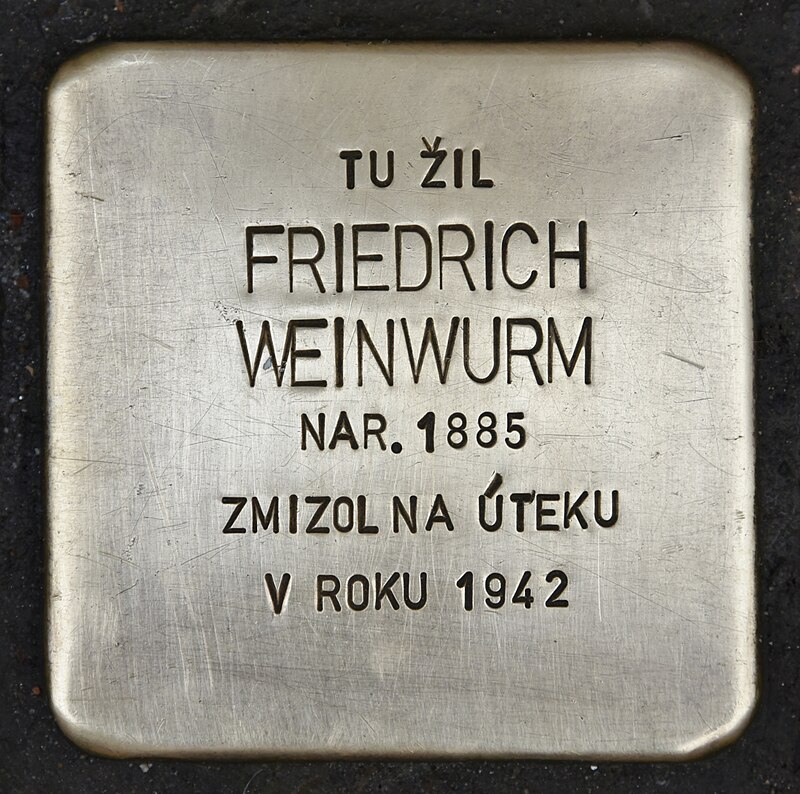 TU ŽIL
FRIEDRICH
WEINWURM
NAR. 1885
ZMIZOL NA ÚTEKU
V ROKU 1942